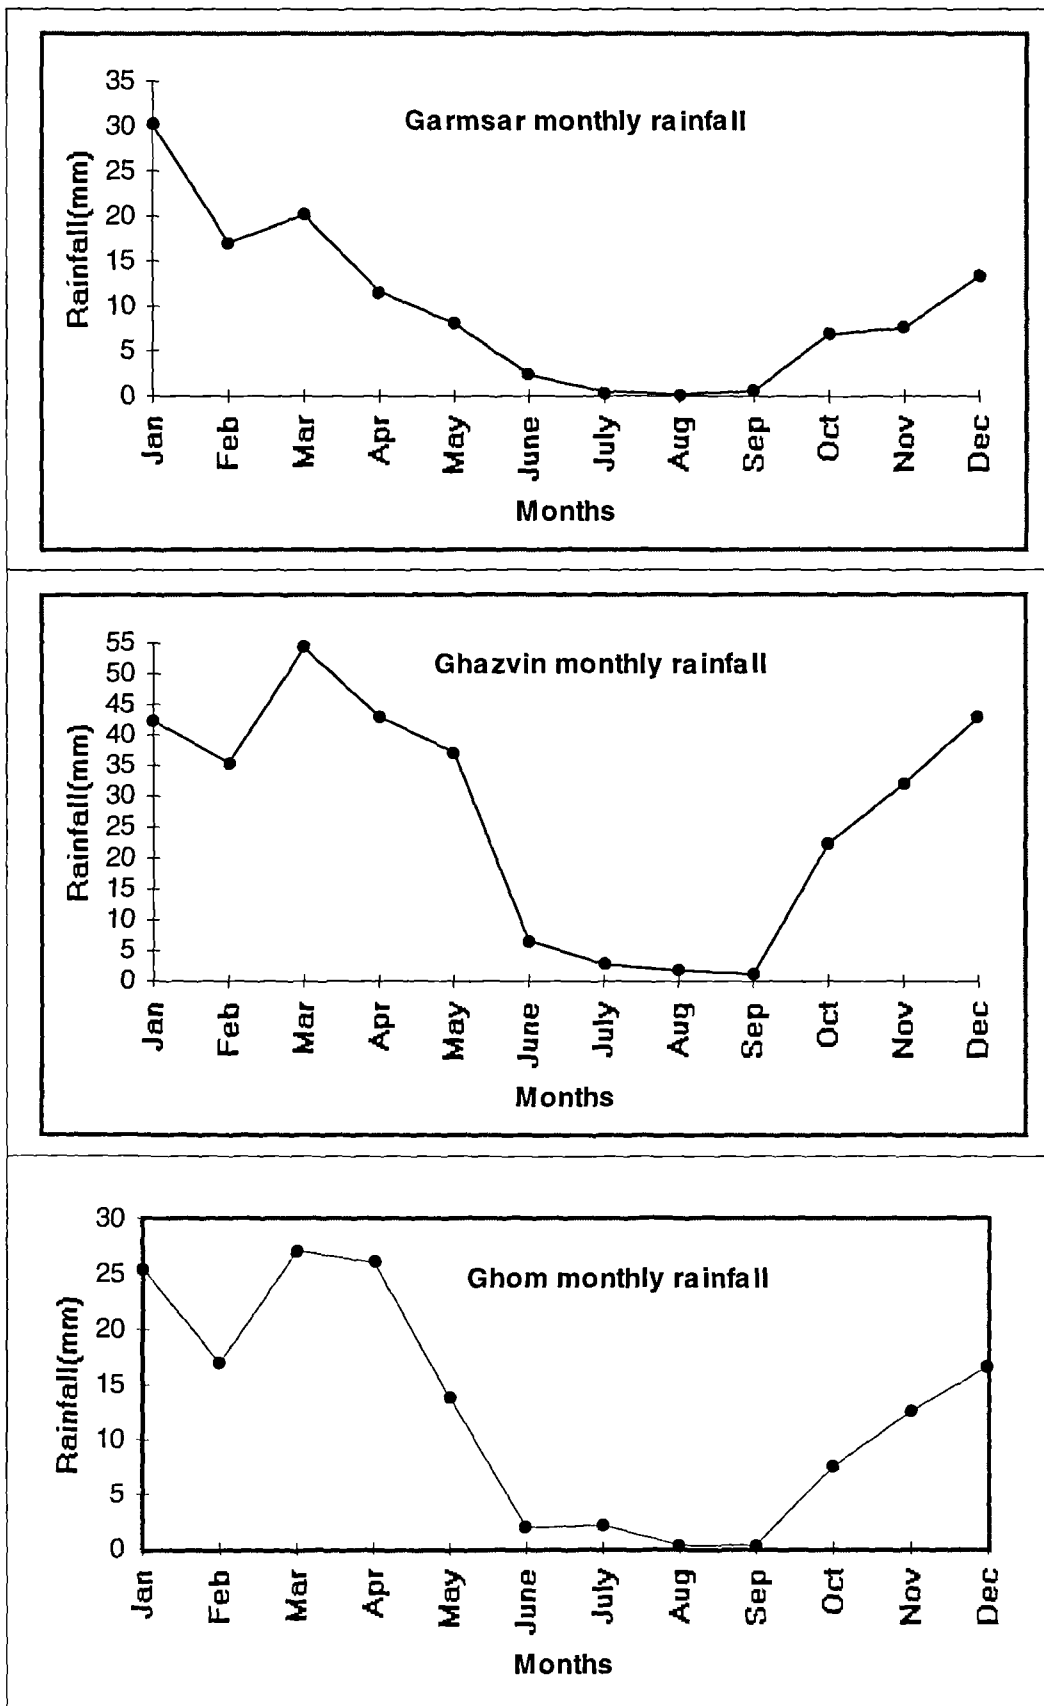 Garmsar monthly rainfall
Rainfall(mm)
35
30
25
20
15
10
5
0
Jan Feb Mar Apr May June July Aug Sep Oct Nov Dec
Months
Ghazvin monthly rainfall
Rainfall(mm)
55
50
45
40
35
30
25
20
15
10
5
0
Jan Feb Mar Apr May June July Aug Sep Oct Nov Dec
Months
Ghom monthly rainfall
Rainfall(mm)
30
25
20
15
10
5
0
Jan Feb Mar Apr May June July Aug Sep Oct Nov Dec
Months